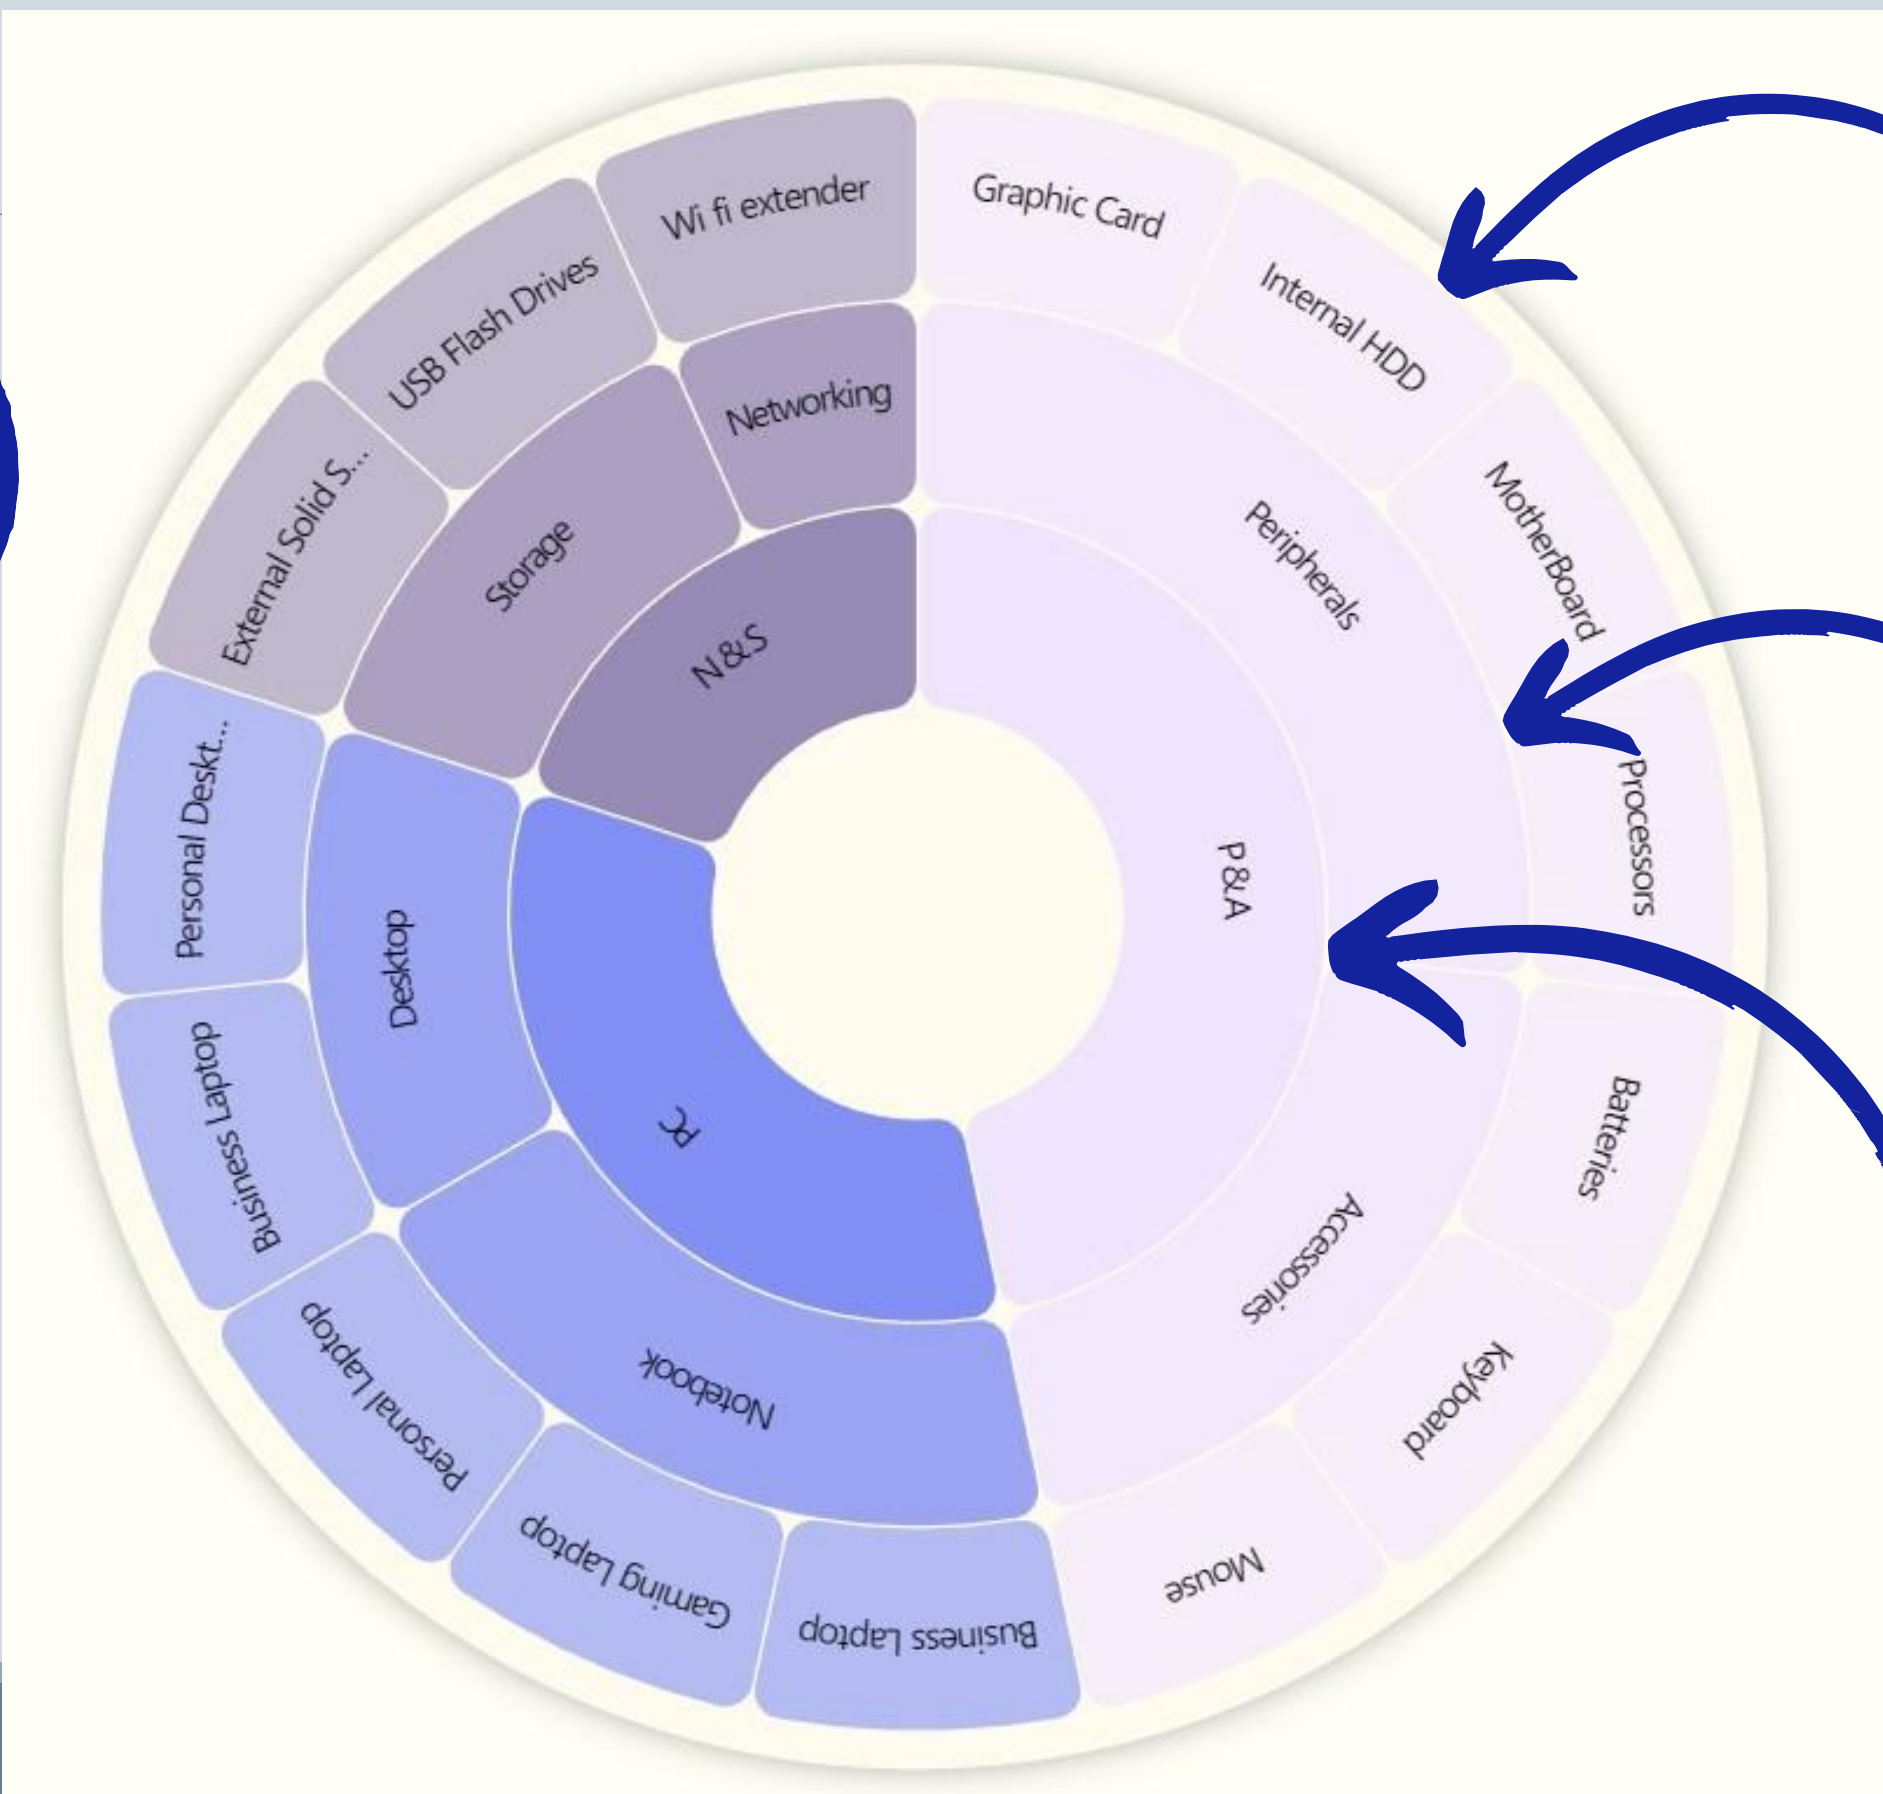 Graphic Card
Internal HDD
MotherBoard
Processors
Batteries
Keyboard
Mouse
Business Laptop
Gaming Laptop
Personal Laptop
Business Laptop
Personal Deskt...
External Solid S...
USB Flash Drives
Wi fi extender
Peripherals
Accessories
Notebook
Desktop
Storage
Networking
P&A
PC
N&S